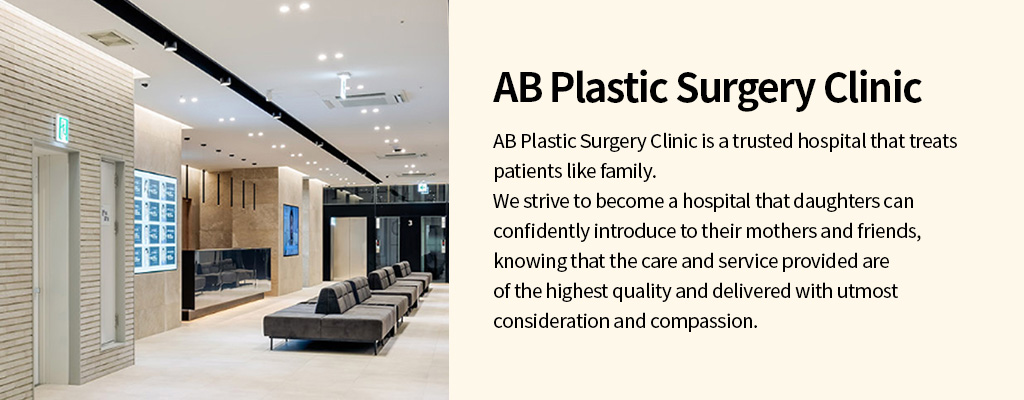 AB Plastic Surgery Clinic
AB Plastic Surgery Clinic is a trusted hospital that treats
patients like family.
We strive to become a hospital that daughters can
confidently introduce to their mothers and friends,
knowing that the care and service provided are
of the highest quality and delivered with utmost
consideration and compassion.
3